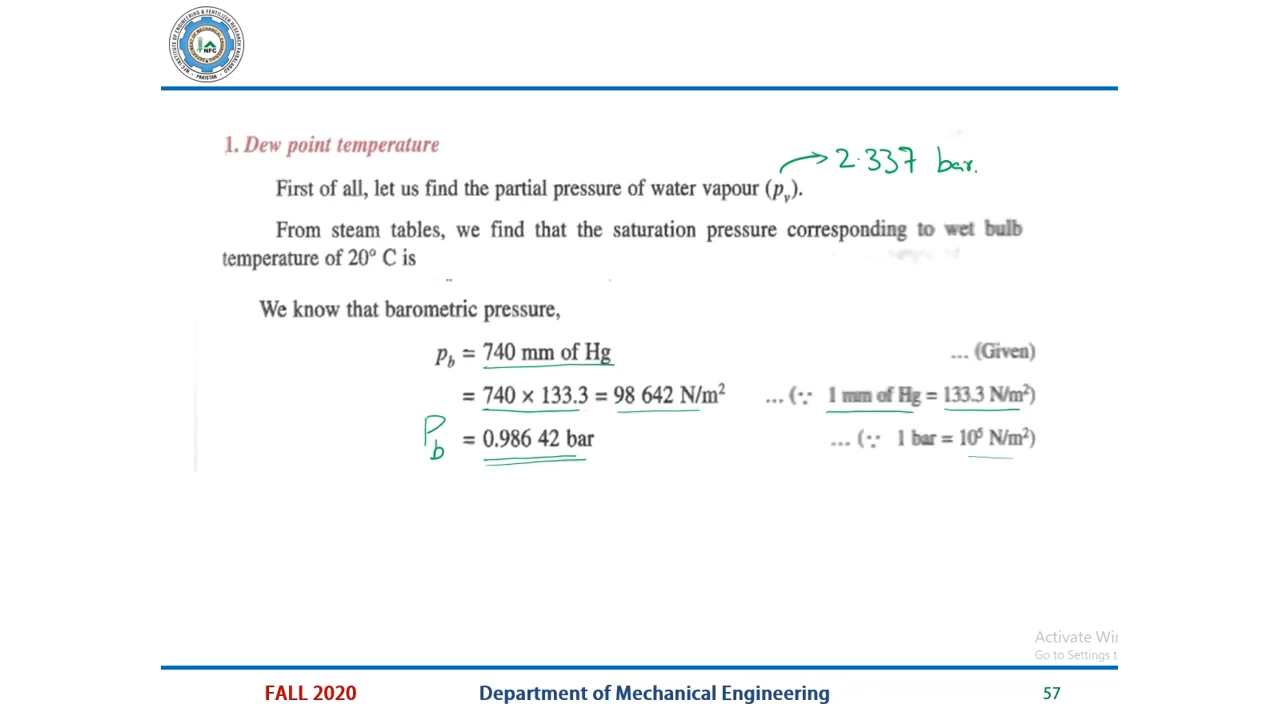 NFC
1. Dew point temperature
2.337 bar.
First of all, let us find the partial pressure of water vapour (pv).
From steam tables, we find that the saturation pressure corresponding to wet bulb
temperature of 20° C is
We know that barometric pressure,
pb = 740 mm of Hg ... (Given)
= 740 × 133.3 = 98 642 N/m² ... (∵ 1 mm of Hg = 133.3 N/m²)
Pb = 0.986 42 bar ... (∵ 1 bar = 10⁵ N/m²)
Activate Wi
Go to Settings t
FALL 2020 Department of Mechanical Engineering 57